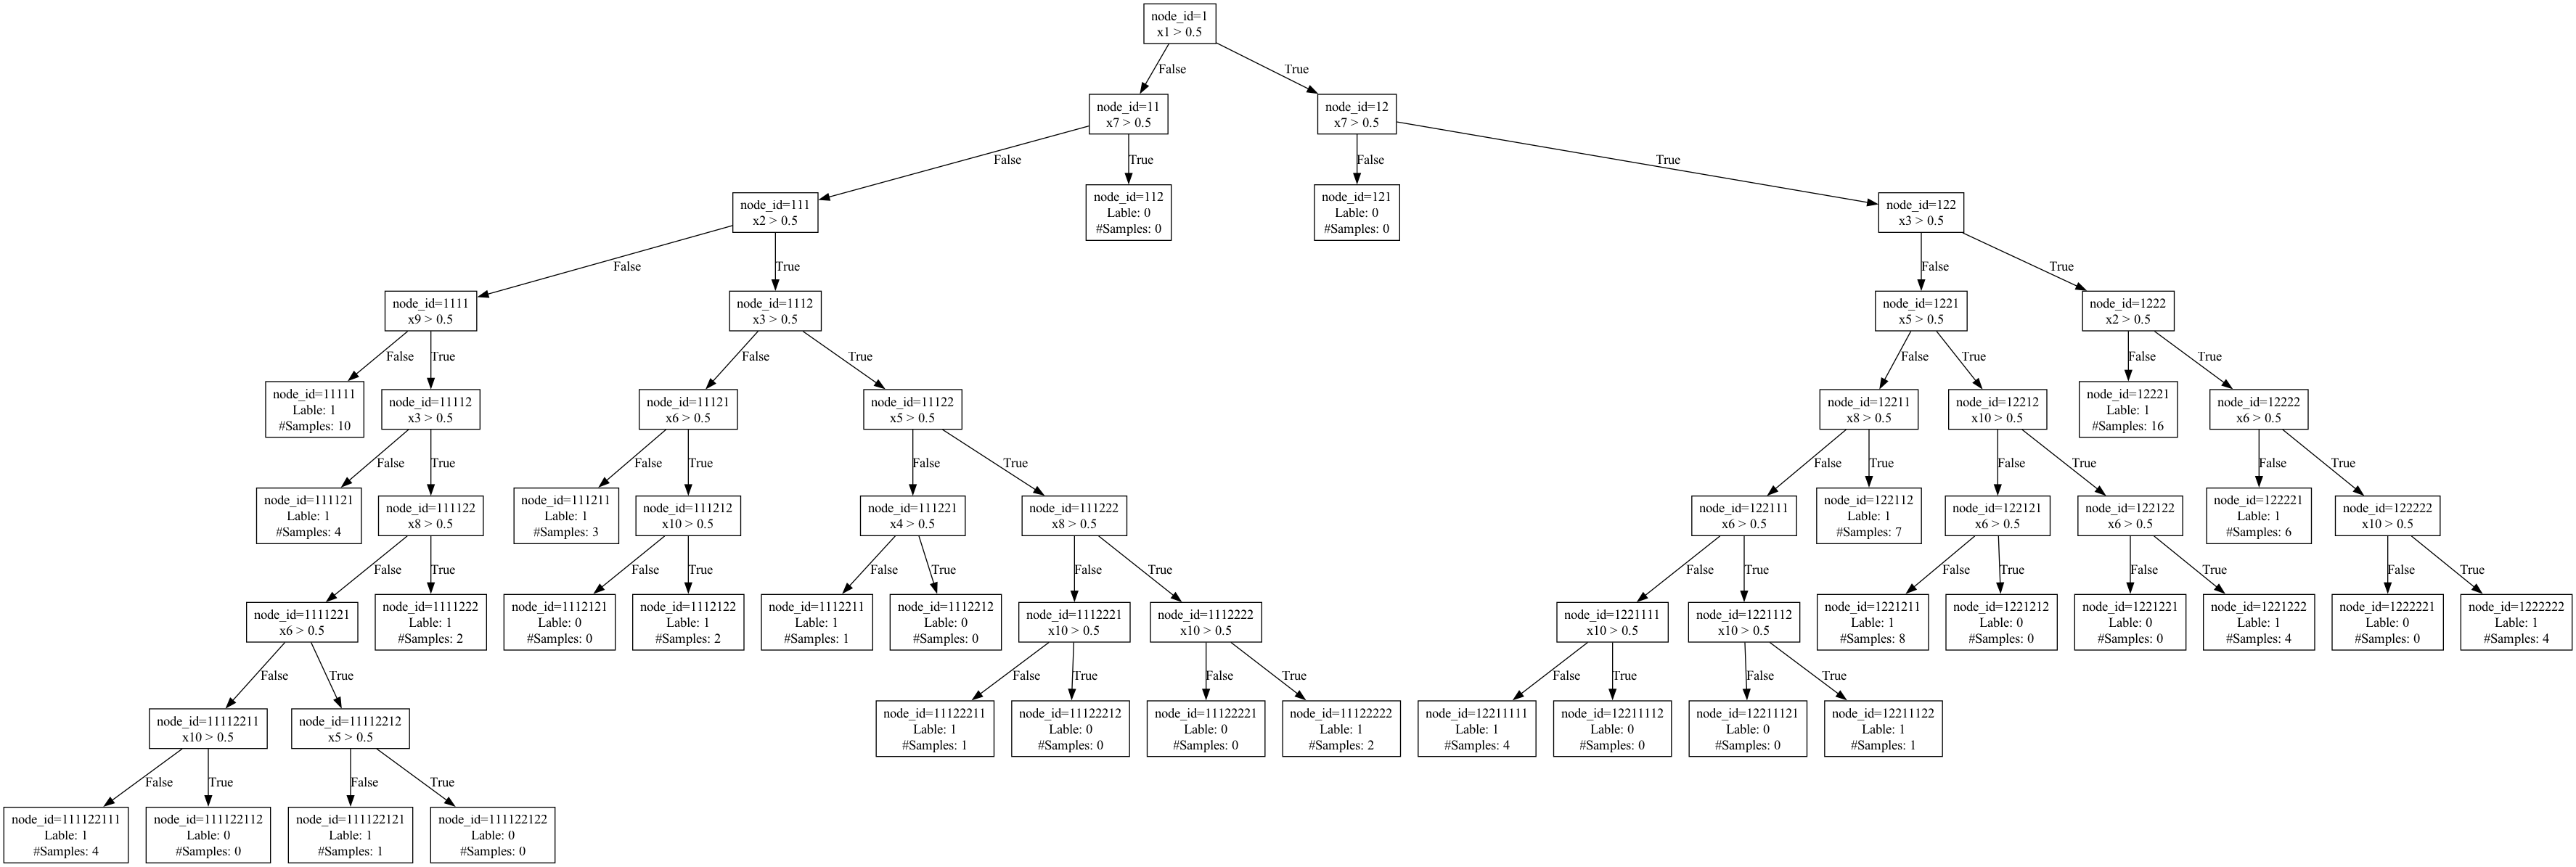 node_id=1
x1 > 0.5
False
True
node_id=11
x7 > 0.5
node_id=12
x7 > 0.5
False
True
False
True
node_id=111
x2 > 0.5
node_id=112
Lable: 0
#Samples: 0
node_id=121
Lable: 0
#Samples: 0
node_id=122
x3 > 0.5
False
True
False
True
node_id=1111
x9 > 0.5
node_id=1112
x3 > 0.5
node_id=1221
x5 > 0.5
node_id=1222
x2 > 0.5
False
True
False
True
False
True
False
True
node_id=11111
Lable: 1
#Samples: 10
node_id=11112
x3 > 0.5
node_id=11121
x6 > 0.5
node_id=11122
x5 > 0.5
node_id=12211
x8 > 0.5
node_id=12212
x10 > 0.5
node_id=12221
Lable: 1
#Samples: 16
node_id=12222
x6 > 0.5
False
True
False
True
False
True
False
True
False
True
False
True
node_id=111121
Lable: 1
#Samples: 4
node_id=111122
x8 > 0.5
node_id=111211
Lable: 1
#Samples: 3
node_id=111212
x10 > 0.5
node_id=111221
x4 > 0.5
node_id=111222
x8 > 0.5
node_id=122111
x6 > 0.5
node_id=122112
Lable: 1
#Samples: 7
node_id=122121
x6 > 0.5
node_id=122122
x6 > 0.5
node_id=122221
Lable: 1
#Samples: 6
node_id=122222
x10 > 0.5
False
True
False
True
False
True
False
True
False
True
False
True
False
True
False
True
node_id=1111221
x6 > 0.5
node_id=1111222
Lable: 1
#Samples: 2
node_id=1112121
Lable: 0
#Samples: 0
node_id=1112122
Lable: 1
#Samples: 2
node_id=1112211
Lable: 1
#Samples: 1
node_id=1112212
Lable: 0
#Samples: 0
node_id=1112221
x10 > 0.5
node_id=1112222
x10 > 0.5
node_id=1221111
x10 > 0.5
node_id=1221112
x10 > 0.5
node_id=1221211
Lable: 1
#Samples: 8
node_id=1221212
Lable: 0
#Samples: 0
node_id=1221221
Lable: 0
#Samples: 0
node_id=1221222
Lable: 1
#Samples: 4
node_id=1222221
Lable: 0
#Samples: 0
node_id=1222222
Lable: 1
#Samples: 4
False
True
False
True
False
True
False
True
False
True
node_id=11112211
x10 > 0.5
node_id=11112212
x5 > 0.5
node_id=11122211
Lable: 1
#Samples: 1
node_id=11122212
Lable: 0
#Samples: 0
node_id=11122221
Lable: 0
#Samples: 0
node_id=11122222
Lable: 1
#Samples: 2
node_id=12211111
Lable: 1
#Samples: 4
node_id=12211112
Lable: 0
#Samples: 0
node_id=12211121
Lable: 0
#Samples: 0
node_id=12211122
Lable: 1
#Samples: 1
False
True
False
True
node_id=111122111
Lable: 1
#Samples: 4
node_id=111122112
Lable: 0
#Samples: 0
node_id=111122121
Lable: 1
#Samples: 1
node_id=111122122
Lable: 0
#Samples: 0